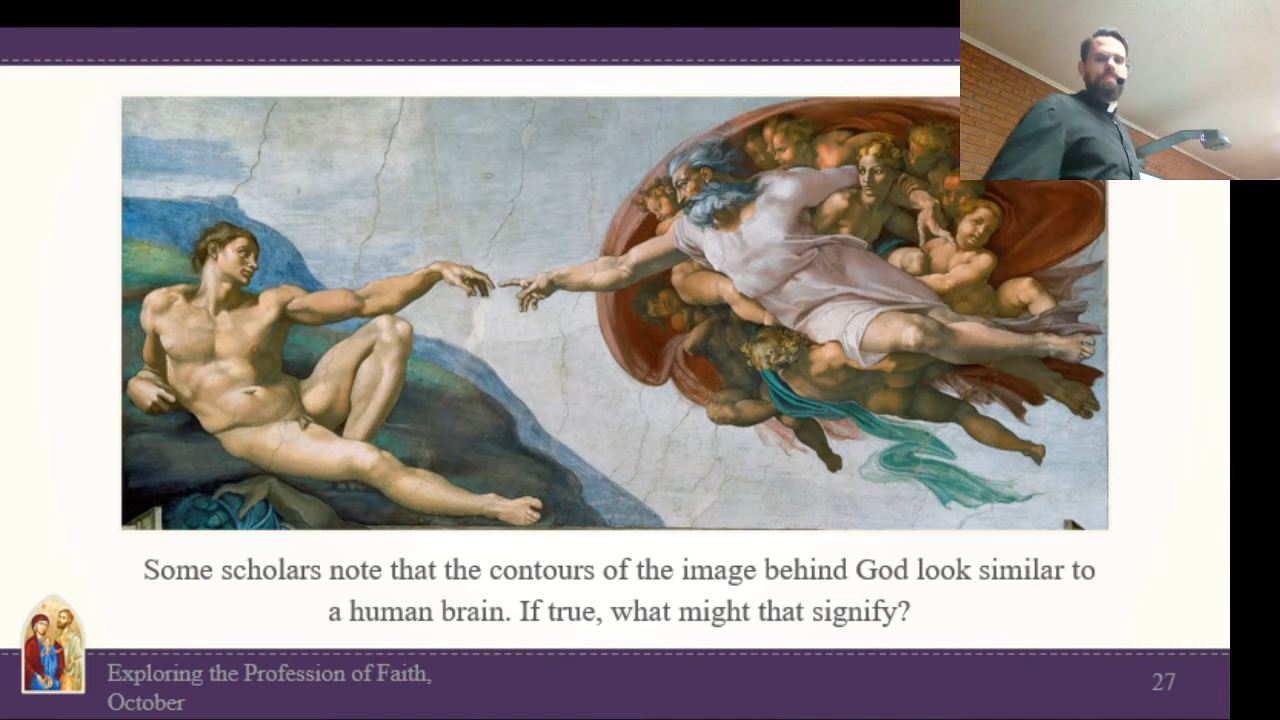 Some scholars note that the contours of the image behind God look similar to
a human brain. If true, what might that signify?
Exploring the Profession of Faith,
October
27